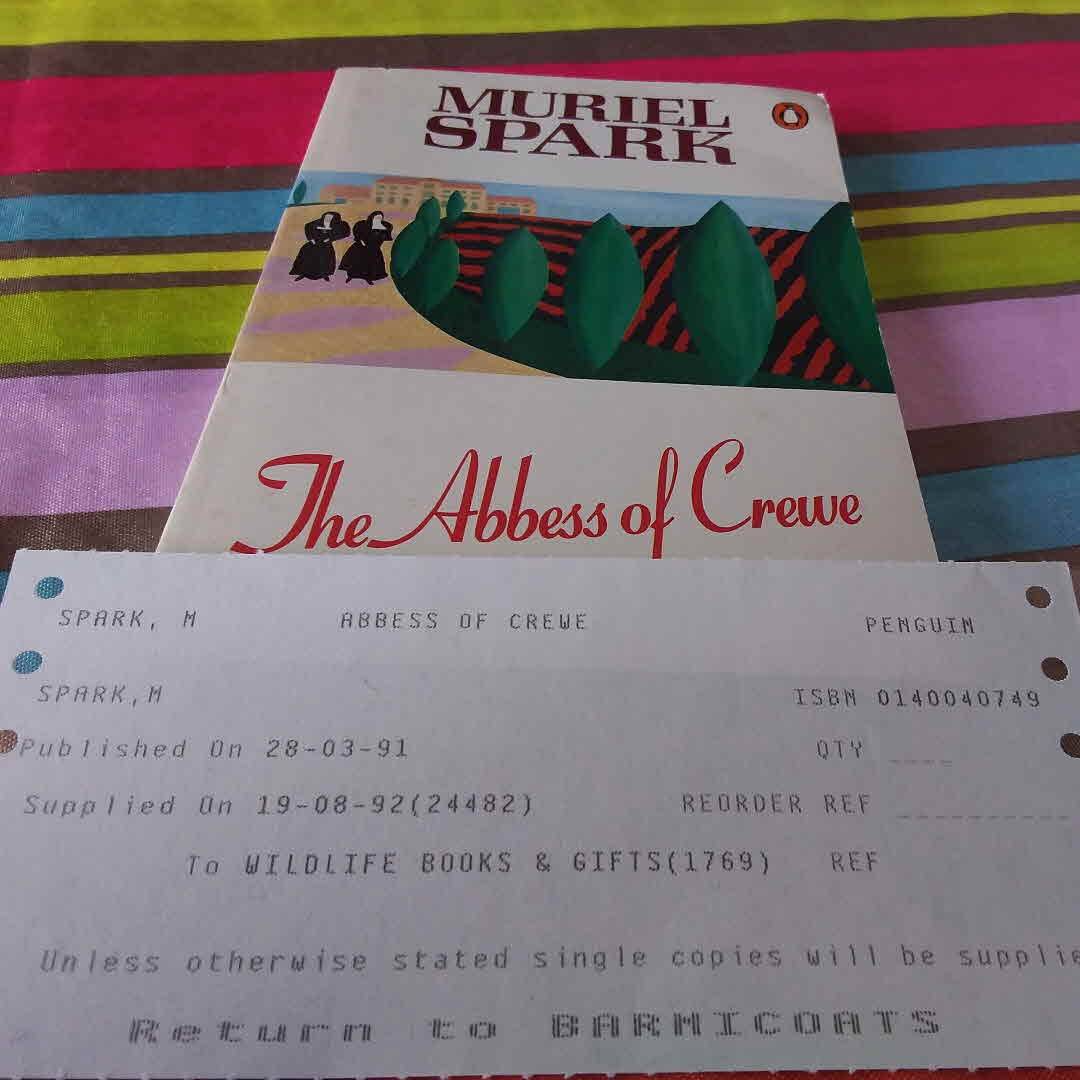 MURIEL
SPARK
The Abbess of Crewe
SPARK, M ABBESS OF CREWE PENGUIN
SPARK,M ISBN 0140040749
Published On 28-03-91 QTY
Supplied On 19-08-92(24482) REORDER REF
To WILDLIFE BOOKS & GIFTS(1769) REF
Unless otherwise stated single copies will be supplie
Return to BARMICOATS